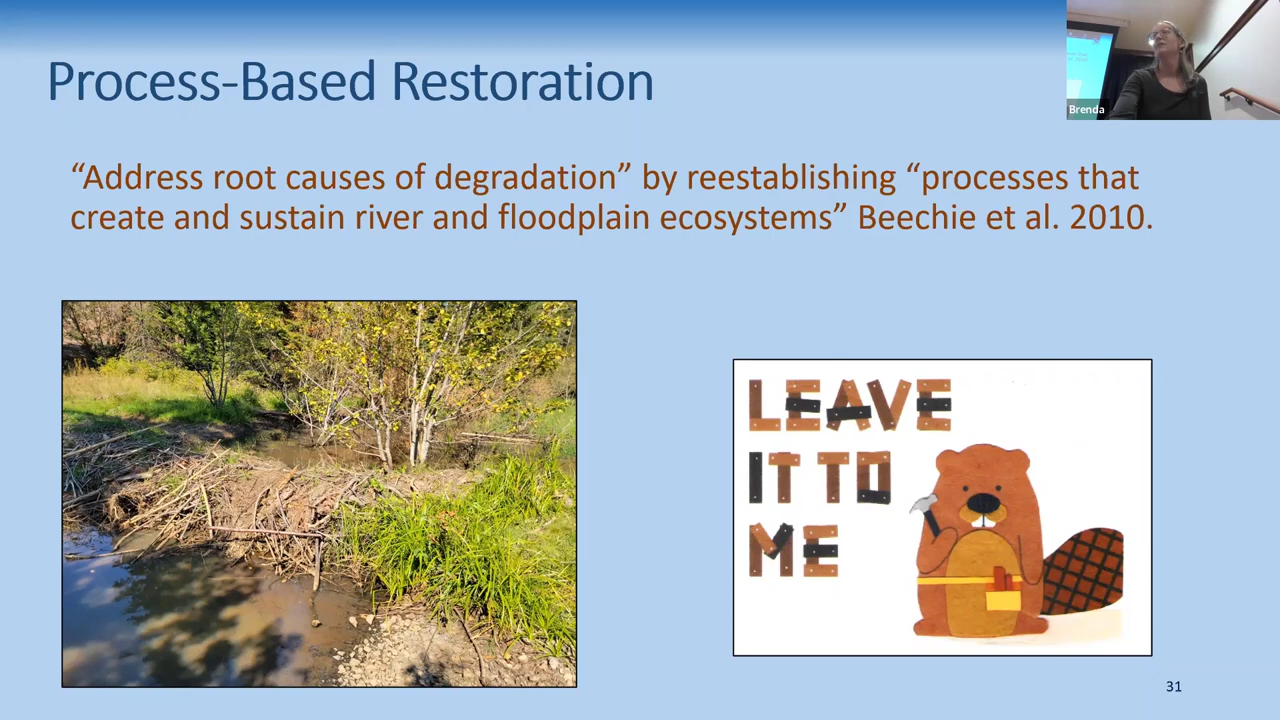 Process-Based Restoration
Brenda
“Address root causes of degradation” by reestablishing “processes that
create and sustain river and floodplain ecosystems” Beechie et al. 2010.
LEAVE
IT TO
ME
31